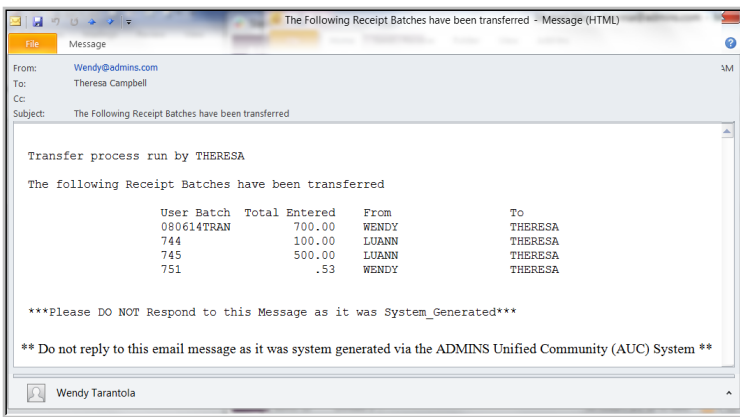 The Following Receipt Batches have been transferred - Message (HTML)
File Message
From: Wendy@admins.com AM
To: Theresa Campbell
Cc:
Subject: The Following Receipt Batches have been transferred
Transfer process run by THERESA
The following Receipt Batches have been transferred
User Batch Total Entered From To
080614TRAN 700.00 WENDY THERESA
744 100.00 LUANN THERESA
745 500.00 LUANN THERESA
751 .53 WENDY THERESA
***Please DO NOT Respond to this Message as it was System_Generated***
** Do not reply to this email message as it was system generated via the ADMINS Unified Community (AUC) System **
Wendy Tarantola